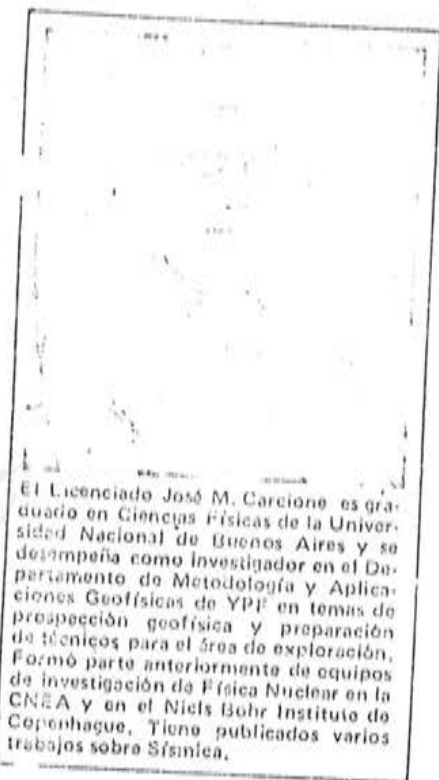 El Licenciado José M. Carcione es gra-
duado en Ciencias Físicas de la Univer-
sidad Nacional de Buenos Aires y se
desempeña como investigador en el De-
partamento de Metodología y Aplica-
ciones Geofísicas de YPF en temas de
prospección geofísica y preparación
de técnicos para el área de exploración.
Formó parte anteriormente de equipos
de investigación de Física Nuclear en la
CNEA y en el Niels Bohr Institute de
Copenhague. Tiene publicados varios
trabajos sobre Sísmica.